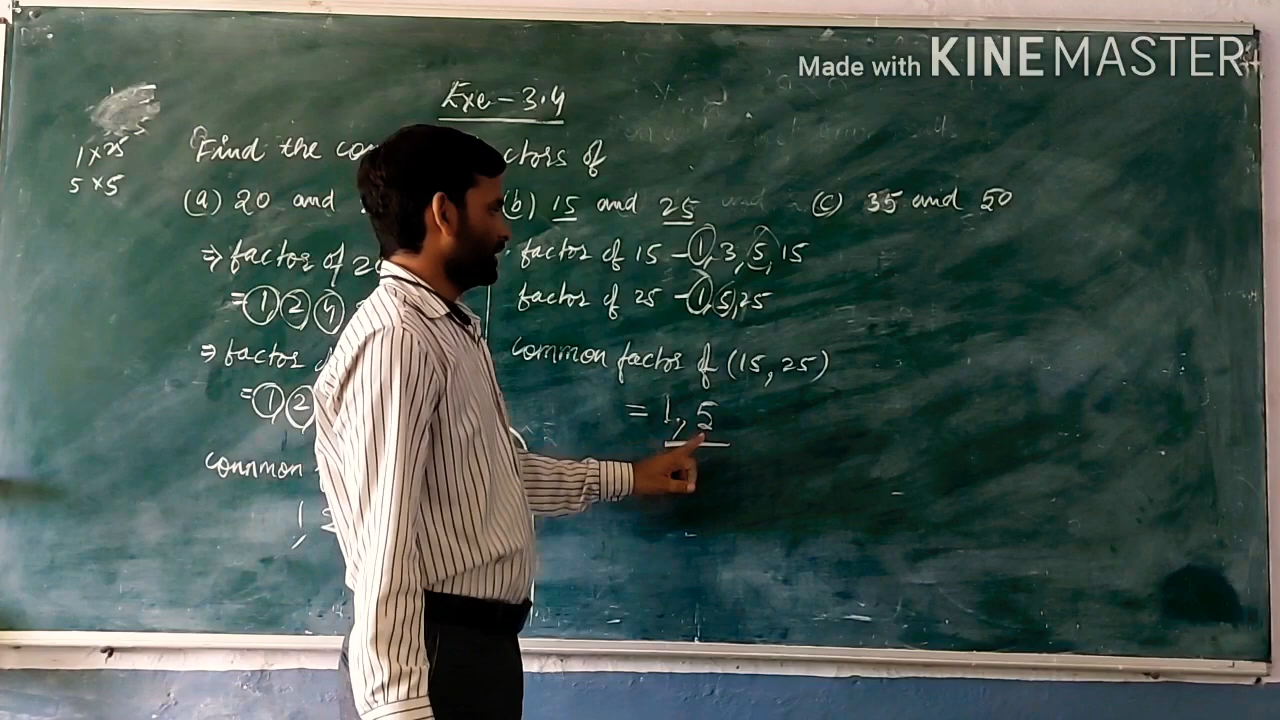 Made with KINEMASTER
Exe - 3.4
1 x 25
5 x 5
Find the ctors of
(a) 20 and (b) 15 and 25 (c) 35 and 50
⇒ factor of 2
= 1, 2, 4
⇒ factor
= 1, 2
common
1,
factor of 15 - 1, 3, 5, 15
factor of 25 - 1, 5, 25
common factor of (15, 25)
= 1, 5